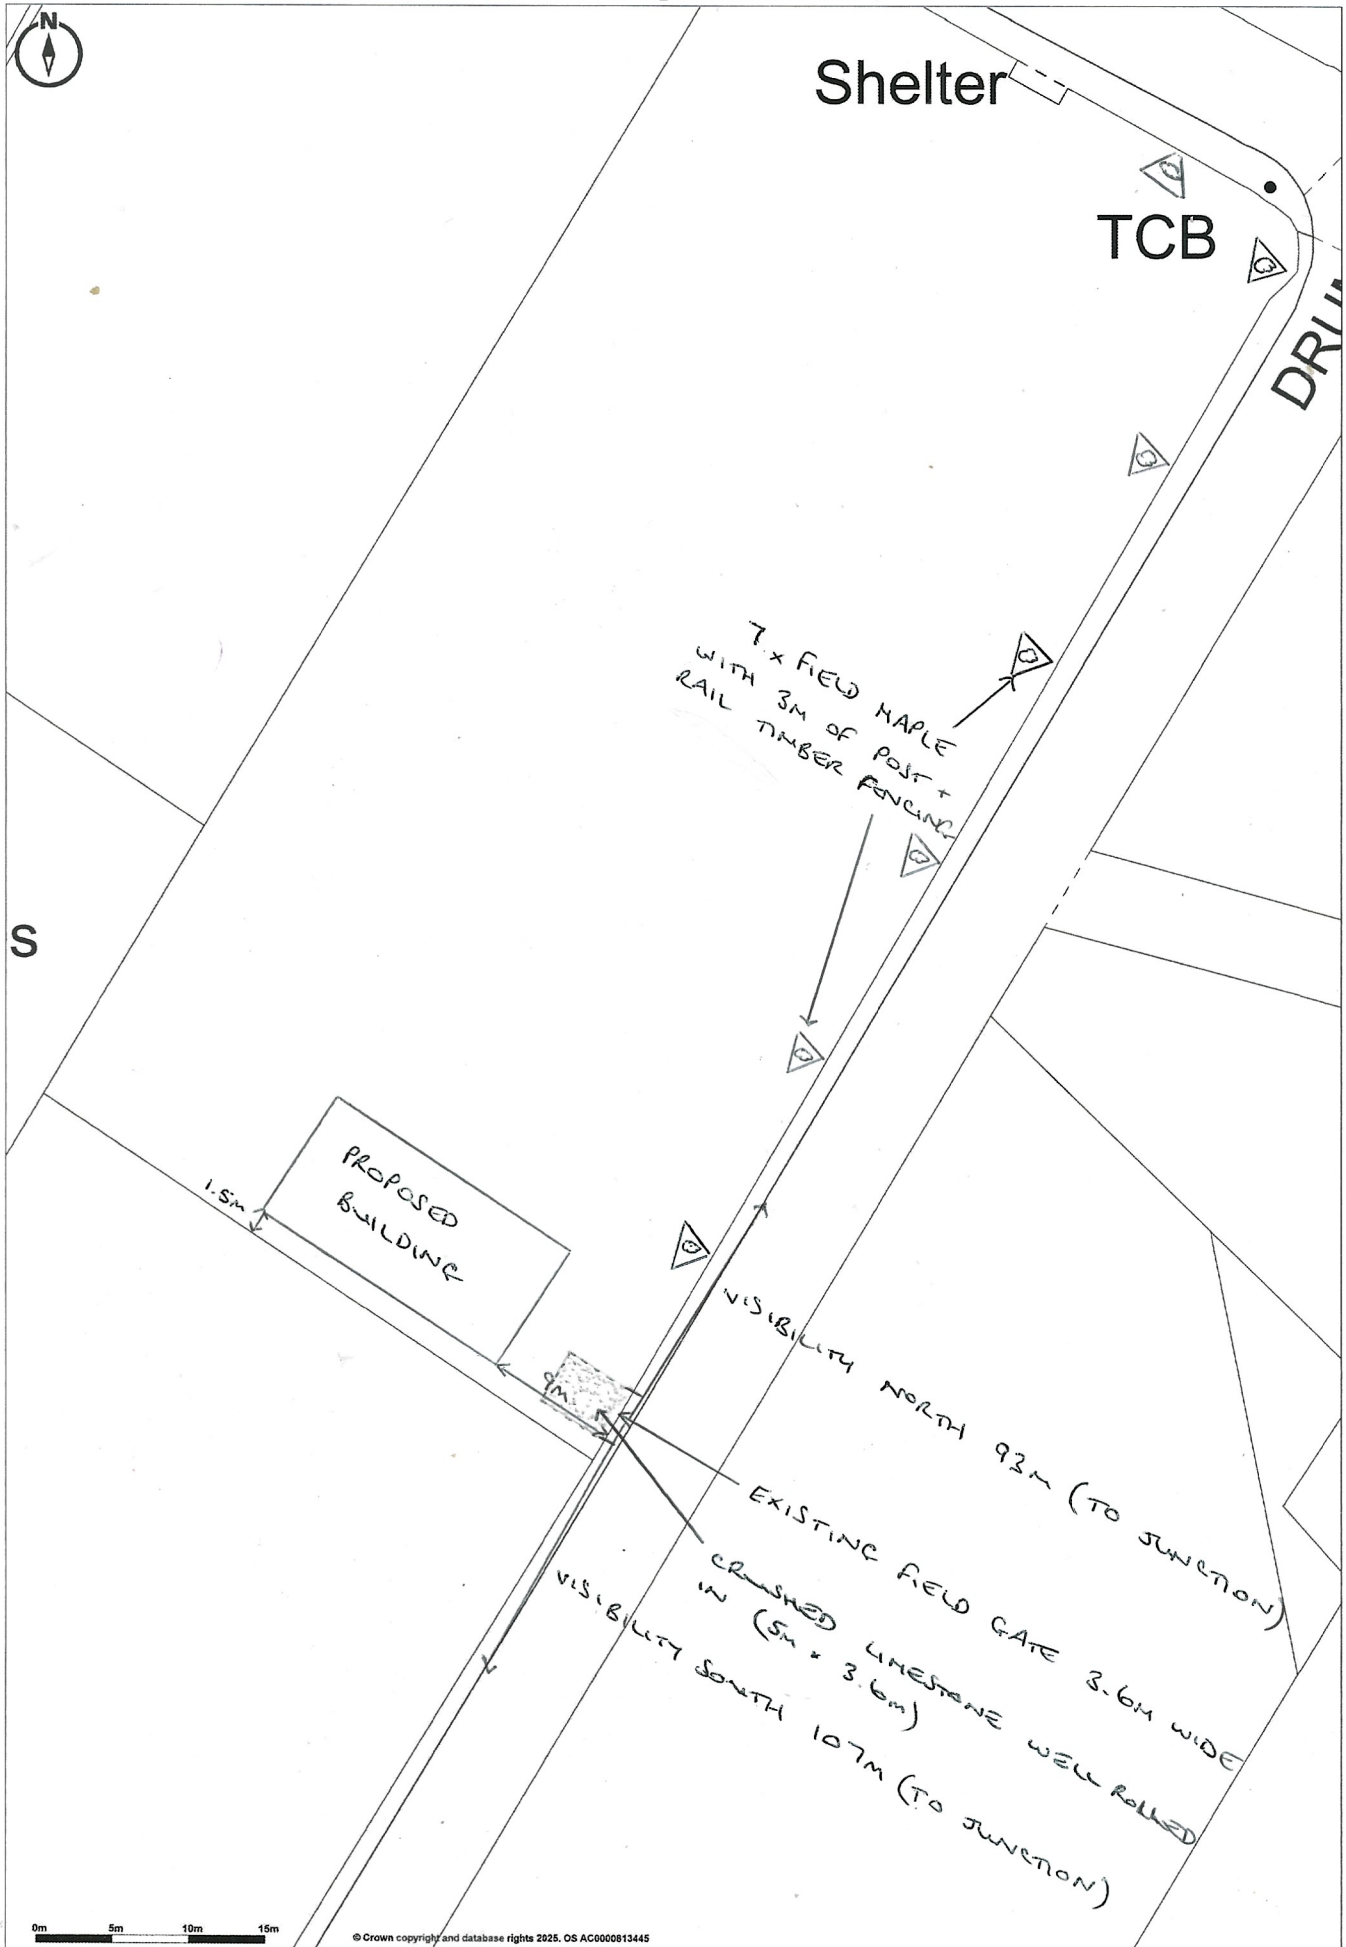 N
Shelter
TCB
DRUM
7 x FIELD MAPLE
WITH 3M OF POST +
RAIL TIMBER FENCING
S
PROPOSED
BUILDING
1.5M
9M
VISIBILITY NORTH 93M (TO JUNCTION)
EXISTING FIELD GATE 3.6M WIDE
CRUSHED LIMESTONE WELL ROLLED
IN (5M x 3.6m)
VISIBILITY SOUTH 107M (TO JUNCTION)
0m 5m 10m 15m
© Crown copyright and database rights 2025. OS AC0000813445